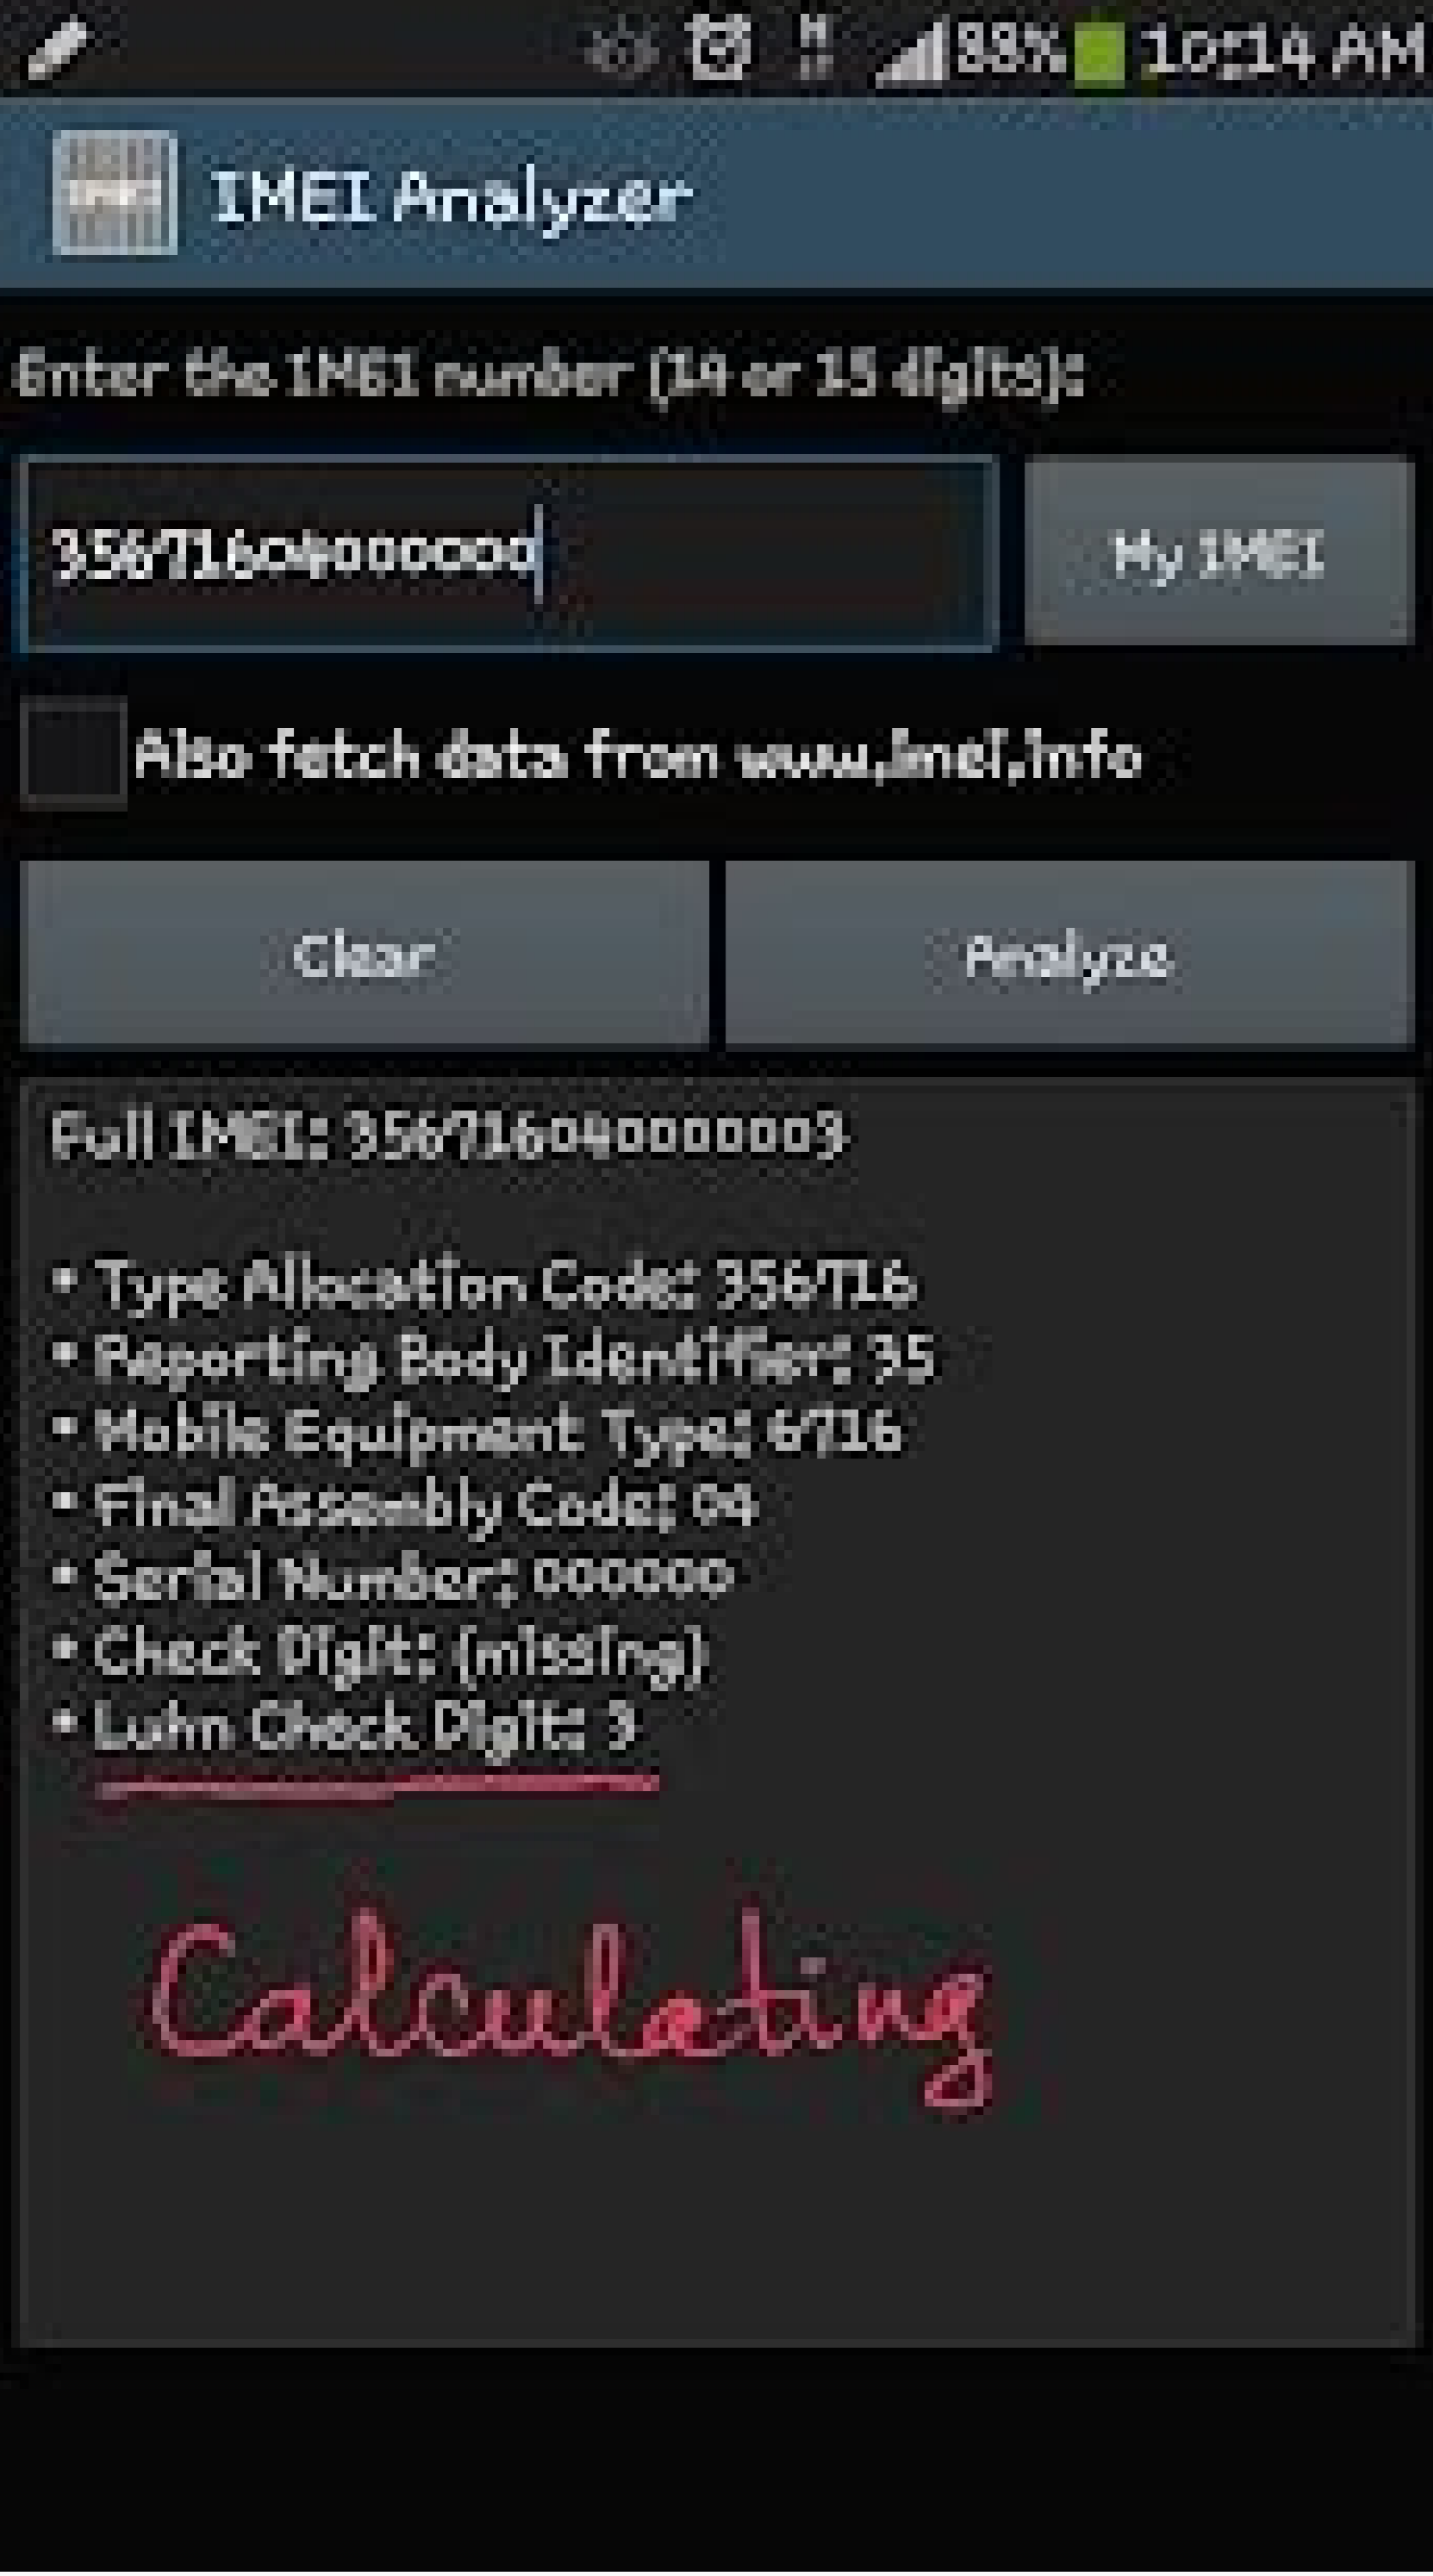 88% 10:14 AM
IMEI Analyzer
Enter the IMEI number (14 or 15 digits):
35671604000000
My IMEI
Also fetch data from www.imei.info
Clear
Analyze
Full IMEI: 356716040000003
• Type Allocation Code: 356716
• Reporting Body Identifier: 35
• Mobile Equipment Type: 6716
• Final Assembly Code: 04
• Serial Number: 000000
• Check Digit: (missing)
• Luhn Check Digit: 3
Calculating